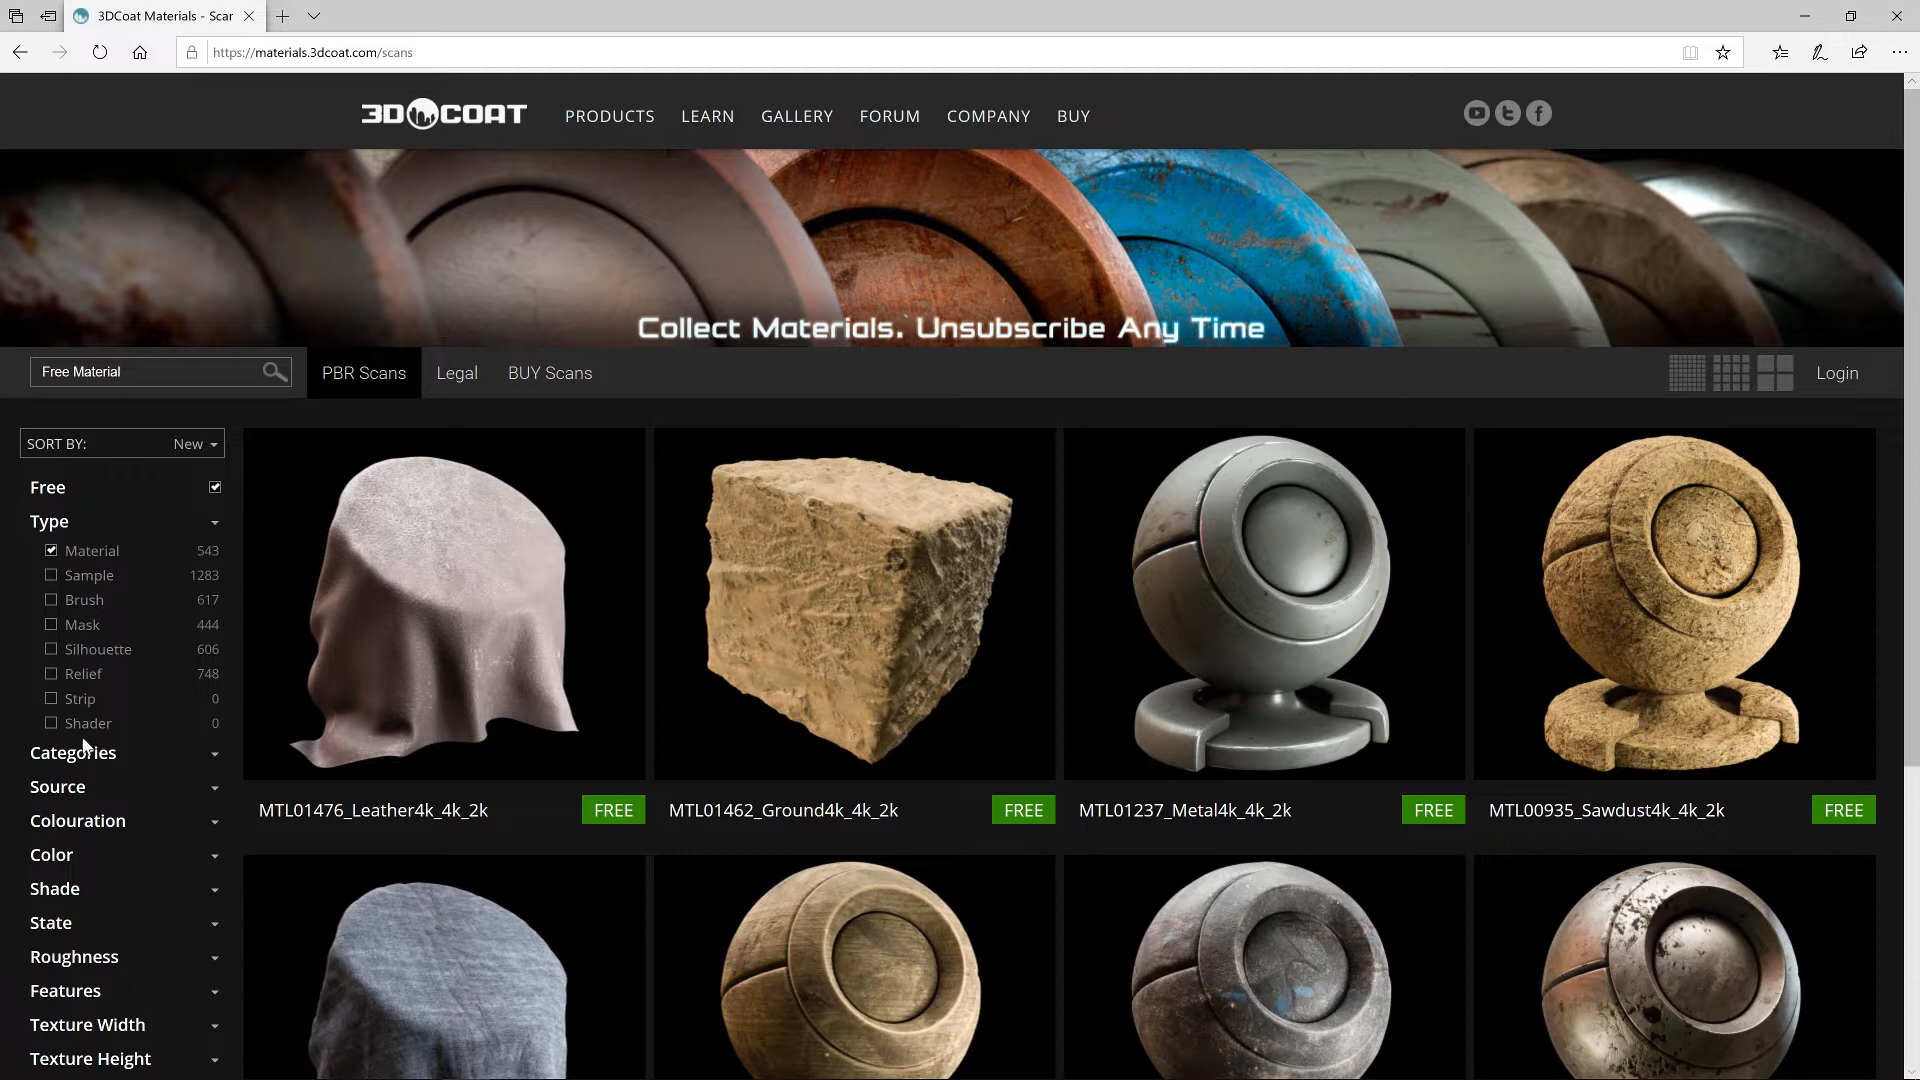 3DCoat Materials - Scar
https://materials.3dcoat.com/scans
3DCOAT
PRODUCTS LEARN GALLERY FORUM COMPANY BUY
Collect Materials. Unsubscribe Any Time
Free Material
PBR Scans Legal BUY Scans
Login
SORT BY: New
Free
Type
Material 543
Sample 1283
Brush 617
Mask 444
Silhouette 606
Relief 748
Strip 0
Shader 0
Categories
Source
Colouration
Color
Shade
State
Roughness
Features
Texture Width
Texture Height
MTL01476_Leather4k_4k_2k FREE
MTL01462_Ground4k_4k_2k FREE
MTL01237_Metal4k_4k_2k FREE
MTL00935_Sawdust4k_4k_2k FREE